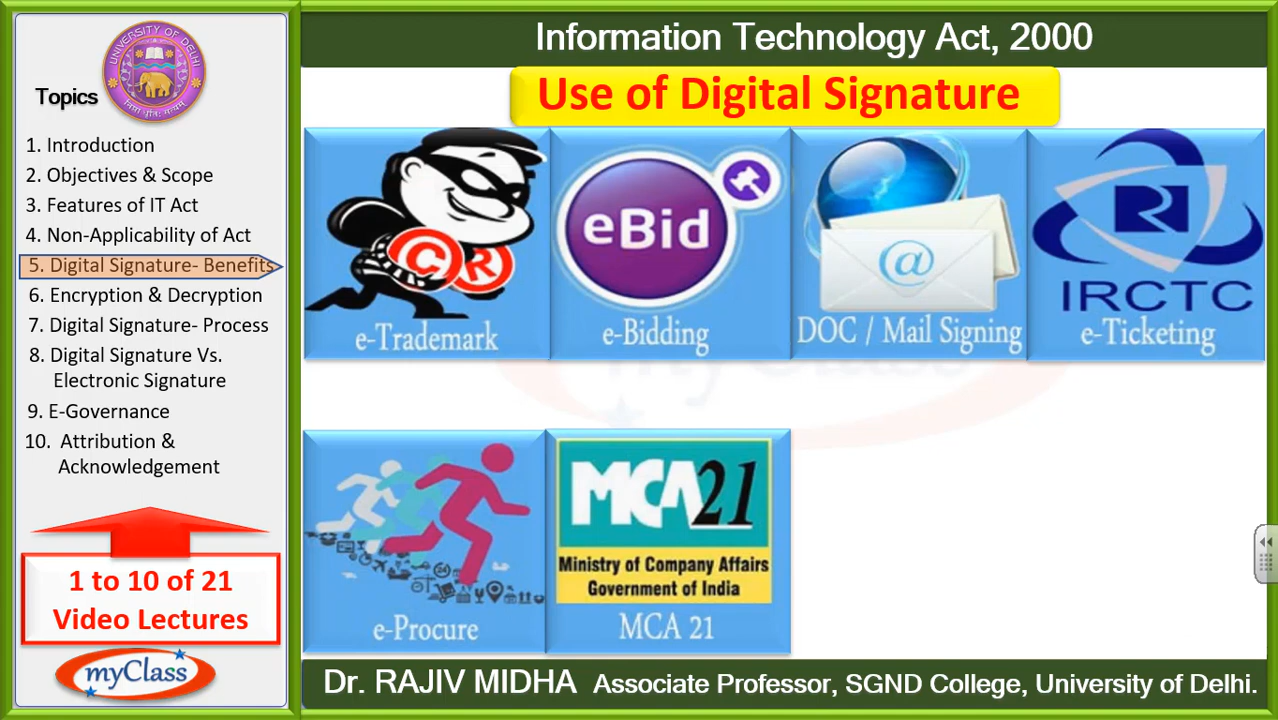 Information Technology Act, 2000
Use of Digital Signature
UNIVERSITY OF DELHI
Topics
1. Introduction
2. Objectives & Scope
3. Features of IT Act
4. Non-Applicability of Act
5. Digital Signature- Benefits
6. Encryption & Decryption
7. Digital Signature- Process
8. Digital Signature Vs.
Electronic Signature
9. E-Governance
10. Attribution &
Acknowledgement
1 to 10 of 21
Video Lectures
myClass
C R
e-Trademark
eBid
e-Bidding
@
DOC / Mail Signing
R
IRCTC
e-Ticketing
myClass
e-Procure
MCA21
Ministry of Company Affairs
Government of India
MCA 21
Dr. RAJIV MIDHA Associate Professor, SGND College, University of Delhi.